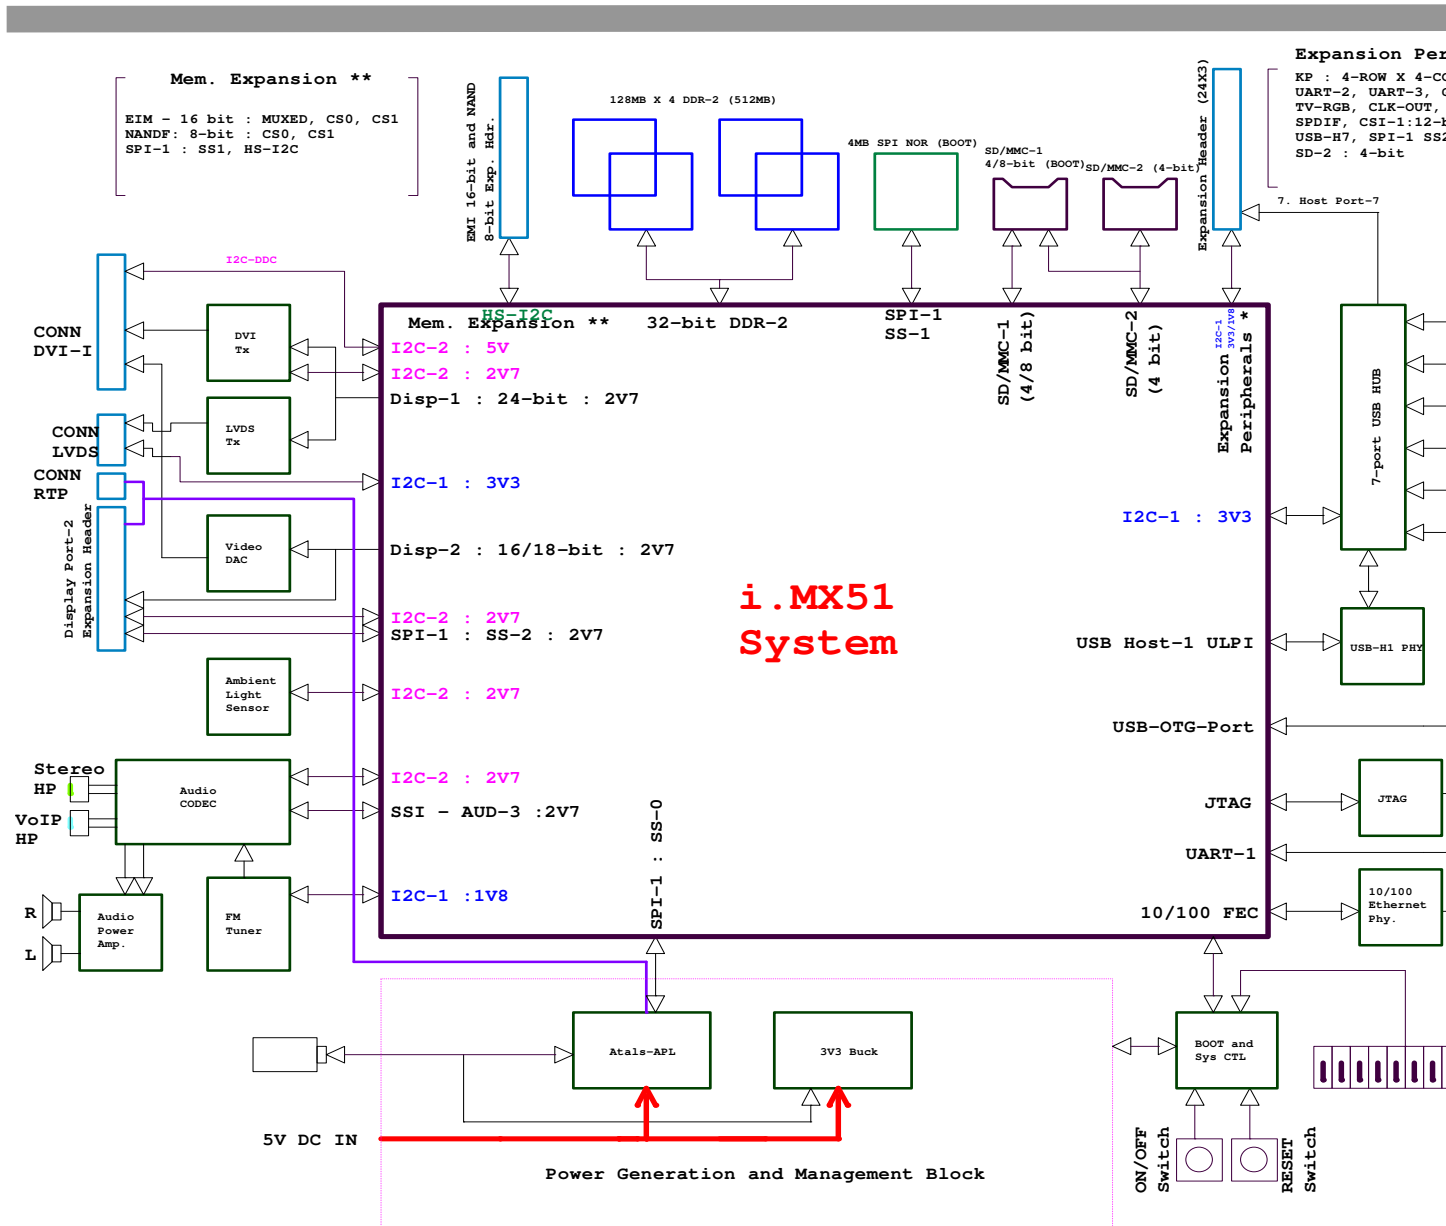 Mem. Expansion **
EIM - 16 bit : MUXED, CS0, CS1
NANDF: 8-bit : CS0, CS1
SPI-1 : SS1, HS-I2C
EMI 16-bit and NAND
8-bit Exp. Hdr.
128MB X 4 DDR-2 (512MB)
4MB SPI NOR (BOOT)
SD/MMC-1
4/8-bit (BOOT)
SD/MMC-2 (4-bit)
Expansion Header (24X3)
Expansion Per
KP : 4-ROW X 4-CO
UART-2, UART-3,
TV-RGB, CLK-OUT,
SPDIF, CSI-1:12-b
USB-H7, SPI-1 SS2
SD-2 : 4-bit
7. Host Port-7
I2C-DDC
CONN
DVI-I
DVI
Tx
CONN
LVDS
LVDS
Tx
CONN
RTP
Display Port-2
Expansion Header
Video
DAC
Ambient
Light
Sensor
Stereo
HP
VoIP
HP
Audio
CODEC
R
L
Audio
Power
Amp.
FM
Tuner
HS-I2C
Mem. Expansion **
32-bit DDR-2
SPI-1
SS-1
SD/MMC-1
(4/8 bit)
SD/MMC-2
(4 bit)
I2C-1
3V3/1V8
Expansion
Peripherals *
I2C-2 : 5V
I2C-2 : 2V7
Disp-1 : 24-bit : 2V7
I2C-1 : 3V3
Disp-2 : 16/18-bit : 2V7
I2C-2 : 2V7
SPI-1 : SS-2 : 2V7
I2C-2 : 2V7
I2C-2 : 2V7
SSI - AUD-3 :2V7
I2C-1 :1V8
SPI-1 : SS-0
i.MX51
System
I2C-1 : 3V3
USB Host-1 ULPI
USB-OTG-Port
JTAG
UART-1
10/100 FEC
7-port USB HUB
USB-H1 PHY
JTAG
10/100
Ethernet
Phy.
Atals-APL
3V3 Buck
BOOT and
Sys CTL
5V DC IN
Power Generation and Management Block
ON/OFF
Switch
RESET
Switch